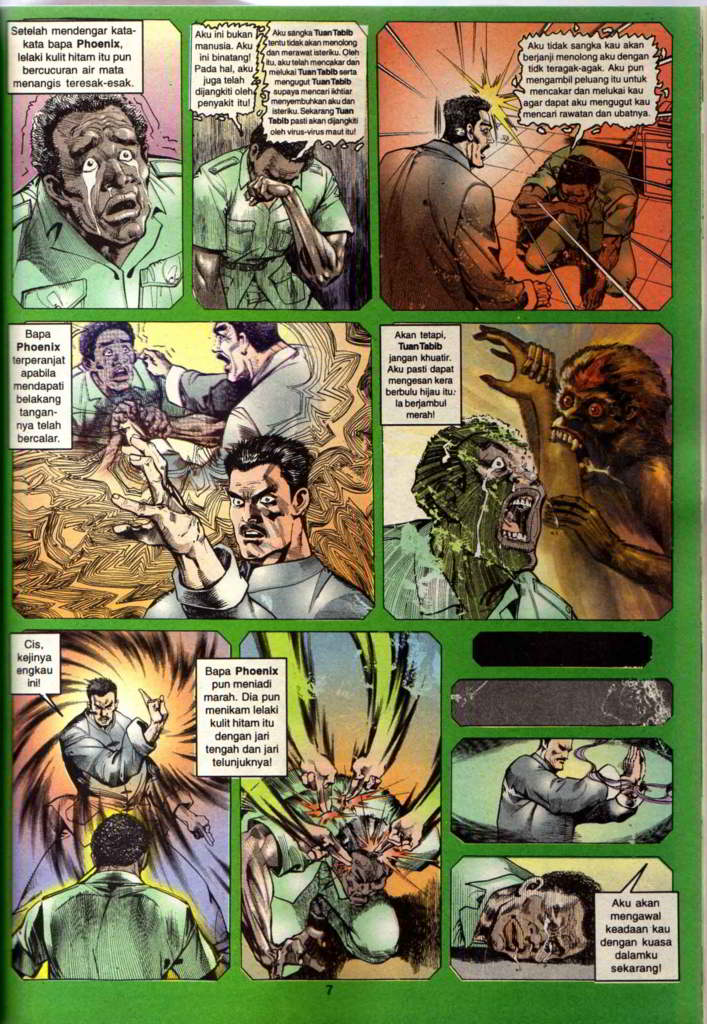 Setelah mendengar kata-
kata bapa Phoenix,
lelaki kulit hitam itu pun
bercucuran air mata
menangis teresak-esak.
Aku ini bukan
manusia. Aku
ini binatang!
Pada hal, aku
juga telah
dijangkiti oleh
penyakit itu!
Aku sangka Tuan Tabib
tentu tidak akan menolong
dan merawat isteriku. Oleh
itu, aku telah mencakar dan
melukai Tuan Tabib serta
mengugut Tuan Tabib
supaya mencari ikhtiar
menyembuhkan aku dan
isteriku. Sekarang Tuan
Tabib pasti akan dijangkiti
oleh virus-virus maut itu!
Aku tidak sangka kau akan
berjanji menolong aku dengan
tidk teragak-agak. Aku pun
mengambil peluang itu untuk
mencakar dan melukai kau
agar dapat aku mengugut kau
mencari rawatan dan ubatnya.
Bapa
Phoenix
terperanjat
apabila
mendapati
belakang
tangan-
nya telah
bercalar.
Akan tetapi,
Tuan Tabib
jangan khuatir.
Aku pasti dapat
mengesan kera
berbulu hijau itu.
Ia berjambul
merah!
Cis,
kejinya
engkau
ini!
Bapa Phoenix
pun menjadi
marah. Dia pun
menikam lelaki
kulit hitam itu
dengan jari
tengah dan jari
telunjuknya!
Aku akan
mengawal
keadaan kau
dengan kuasa
dalamku
sekarang!
7